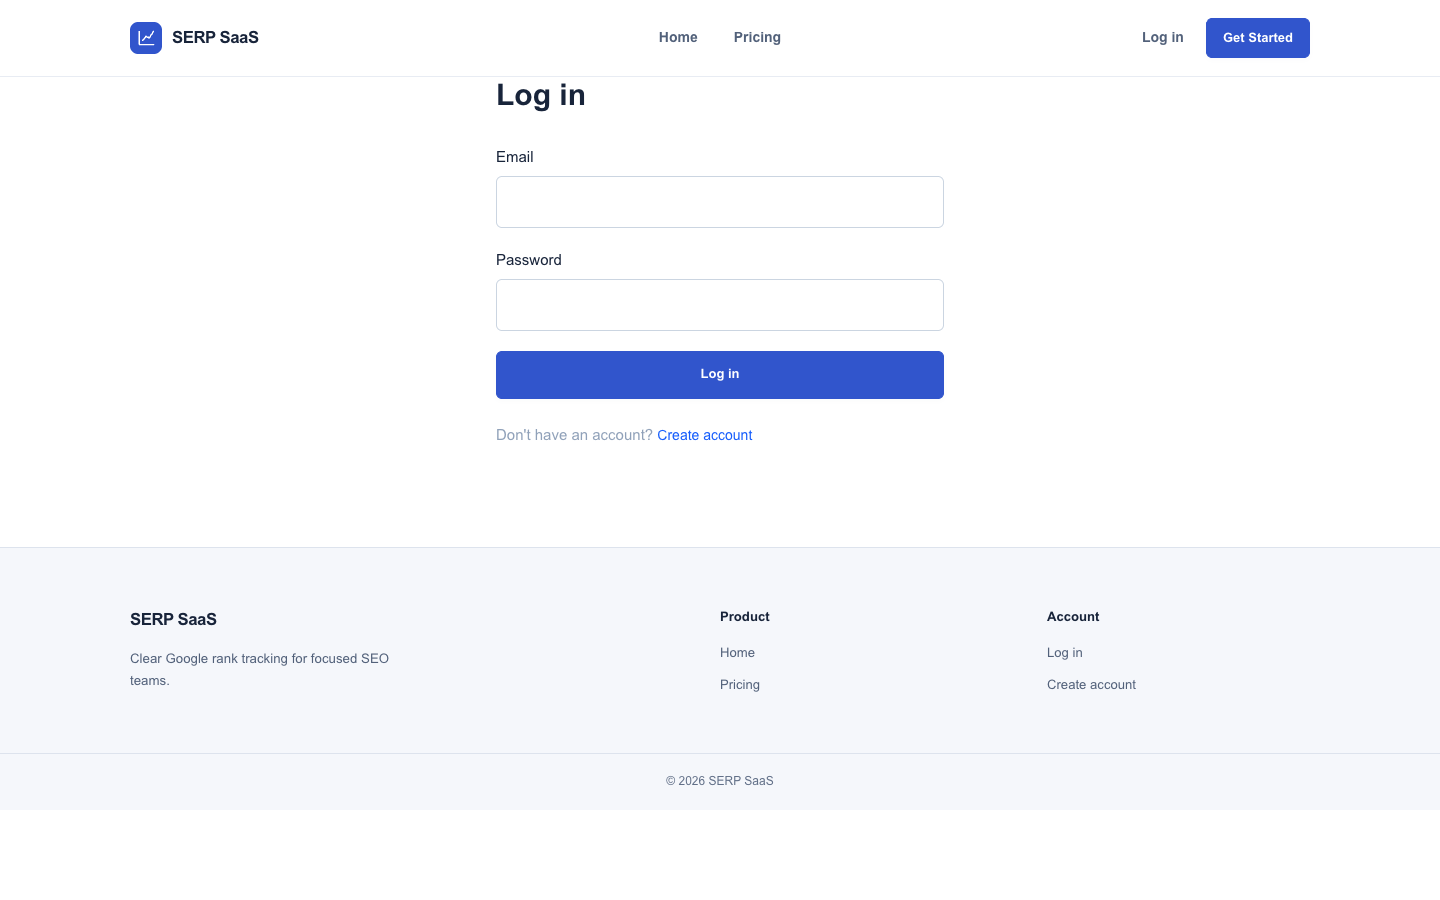 SERP SaaS
Home
Pricing
Log in
Get Started
Log in
Email
Password
Log in
Don't have an account? Create account
SERP SaaS
Clear Google rank tracking for focused SEO
teams.
Product
Home
Pricing
Account
Log in
Create account
© 2026 SERP SaaS